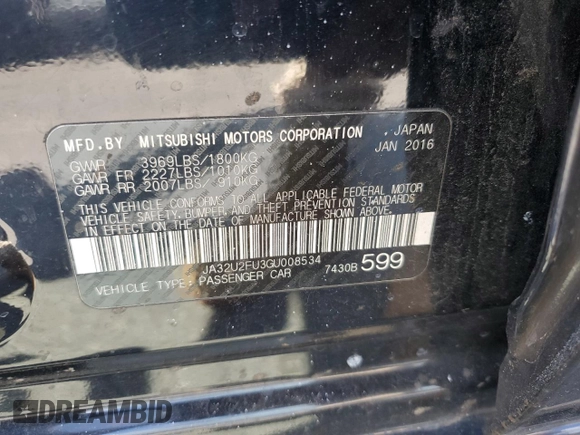 MFD.BY MITSUBISHI MOTORS CORPORATION, JAPAN
GVWR 3969LBS/1800KG JAN 2016
GAWR FR 2227LBS/1010KG
GAWR RR 2007LBS/ 910KG
THIS VEHICLE CONFORMS TO ALL APPLICABLE FEDERAL MOTOR
VEHICLE SAFETY, BUMPER, AND THEFT PREVENTION STANDARDS
IN EFFECT ON THE DATE OF MANUFACTURE SHOWN ABOVE.
JA32U2FU3GU008534
VEHICLE TYPE: PASSENGER CAR 7430B 599
DREAMBID